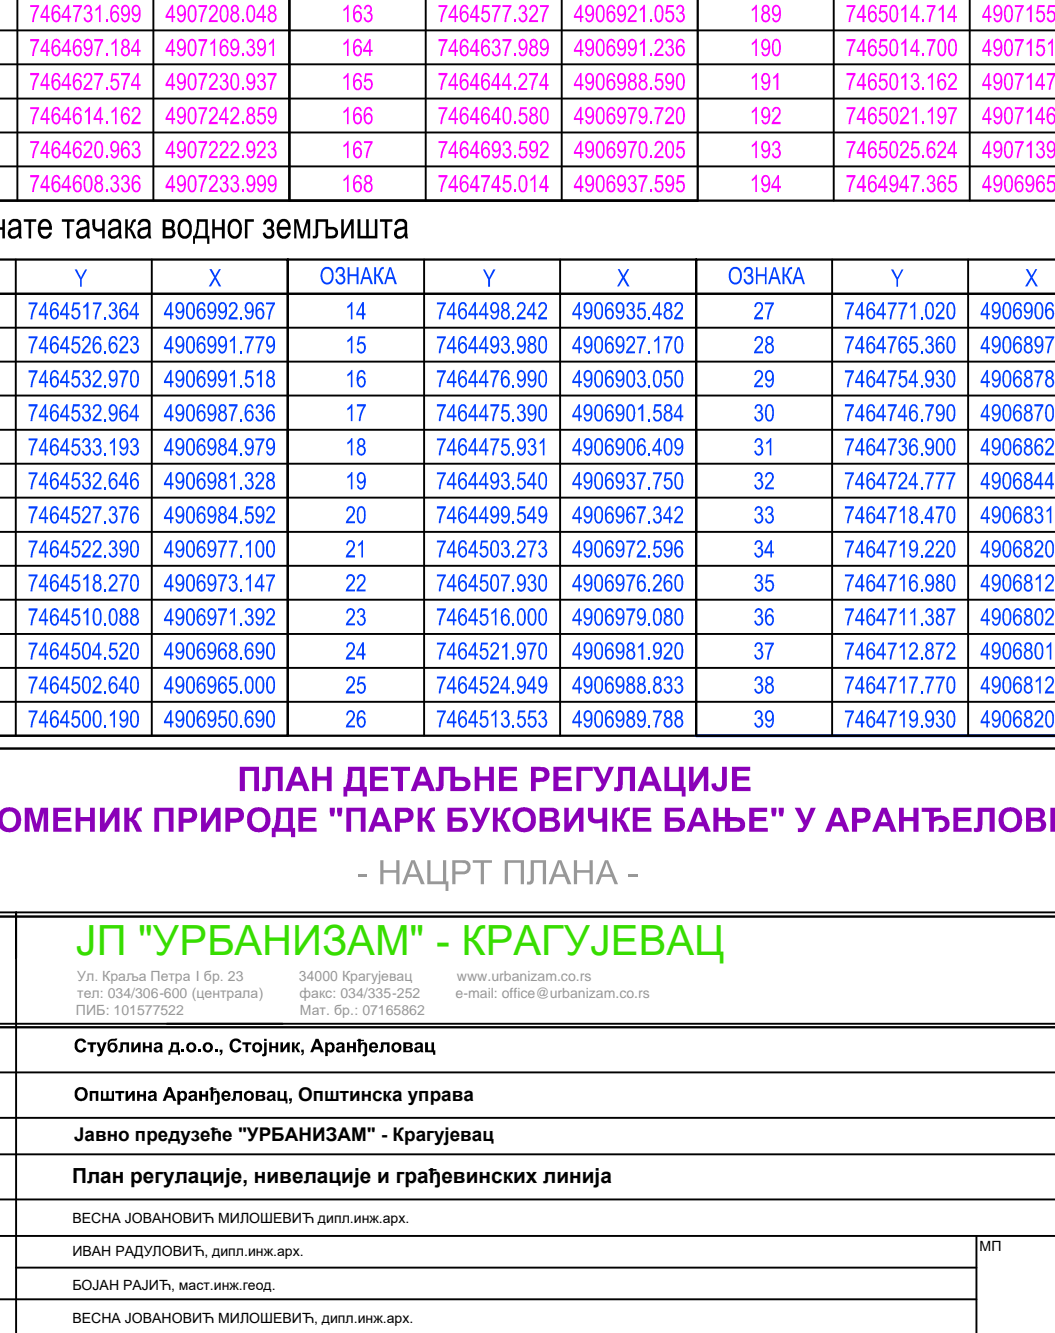 7464731.699 4907208.048 163 7464577.327 4906921.053 189 7465014.714 4907155
7464697.184 4907169.391 164 7464637.989 4906991.236 190 7465014.700 4907151
7464627.574 4907230.937 165 7464644.274 4906988.590 191 7465013.162 4907147
7464614.162 4907242.859 166 7464640.580 4906979.720 192 7465021.197 4907146
7464620.963 4907222.923 167 7464693.592 4906970.205 193 7465025.624 4907139
7464608.336 4907233.999 168 7464745.014 4906937.595 194 7464947.365 4906965
нате тачака водног земљишта
Y X ОЗНАКА Y X ОЗНАКА Y X
7464517.364 4906992.967 14 7464498.242 4906935.482 27 7464771.020 4906906
7464526.623 4906991.779 15 7464493.980 4906927.170 28 7464765.360 4906897
7464532.970 4906991.518 16 7464476.990 4906903.050 29 7464754.930 4906878
7464532.964 4906987.636 17 7464475.390 4906901.584 30 7464746.790 4906870
7464533.193 4906984.979 18 7464475.931 4906906.409 31 7464736.900 4906862
7464532.646 4906981.328 19 7464493.540 4906937.750 32 7464724.777 4906844
7464527.376 4906984.592 20 7464499.549 4906967.342 33 7464718.470 4906831
7464522.390 4906977.100 21 7464503.273 4906972.596 34 7464719.220 4906820
7464518.270 4906973.147 22 7464507.930 4906976.260 35 7464716.980 4906812
7464510.088 4906971.392 23 7464516.000 4906979.080 36 7464711.387 4906802
7464504.520 4906968.690 24 7464521.970 4906981.920 37 7464712.872 4906801
7464502.640 4906965.000 25 7464524.949 4906988.833 38 7464717.770 4906812
7464500.190 4906950.690 26 7464513.553 4906989.788 39 7464719.930 4906820
ПЛАН ДЕТАЉНЕ РЕГУЛАЦИЈЕ
ОМЕНИК ПРИРОДЕ "ПАРК БУКОВИЧКЕ БАЊЕ" У АРАНЂЕЛОВ
- НАЦРТ ПЛАНА -
ЈП "УРБАНИЗАМ" - КРАГУЈЕВАЦ
Ул. Краља Петра I бр. 23 34000 Крагујевац www.urbanizam.co.rs
тел: 034/306-600 (централа) факс: 034/335-252 e-mail: office@urbanizam.co.rs
ПИБ: 101577522 Мат. бр.: 07165862
Стублина д.о.о., Стојник, Аранђеловац
Општина Аранђеловац, Општинска управа
Јавно предузеће "УРБАНИЗАМ" - Крагујевац
План регулације, нивелације и грађевинских линија
ВЕСНА ЈОВАНОВИЋ МИЛОШЕВИЋ дипл.инж.арх.
ИВАН РАДУЛОВИЋ, дипл.инж.арх. МП
БОЈАН РАЈИЋ, маст.инж.геод.
ВЕСНА ЈОВАНОВИЋ МИЛОШЕВИЋ, дипл.инж.арх.